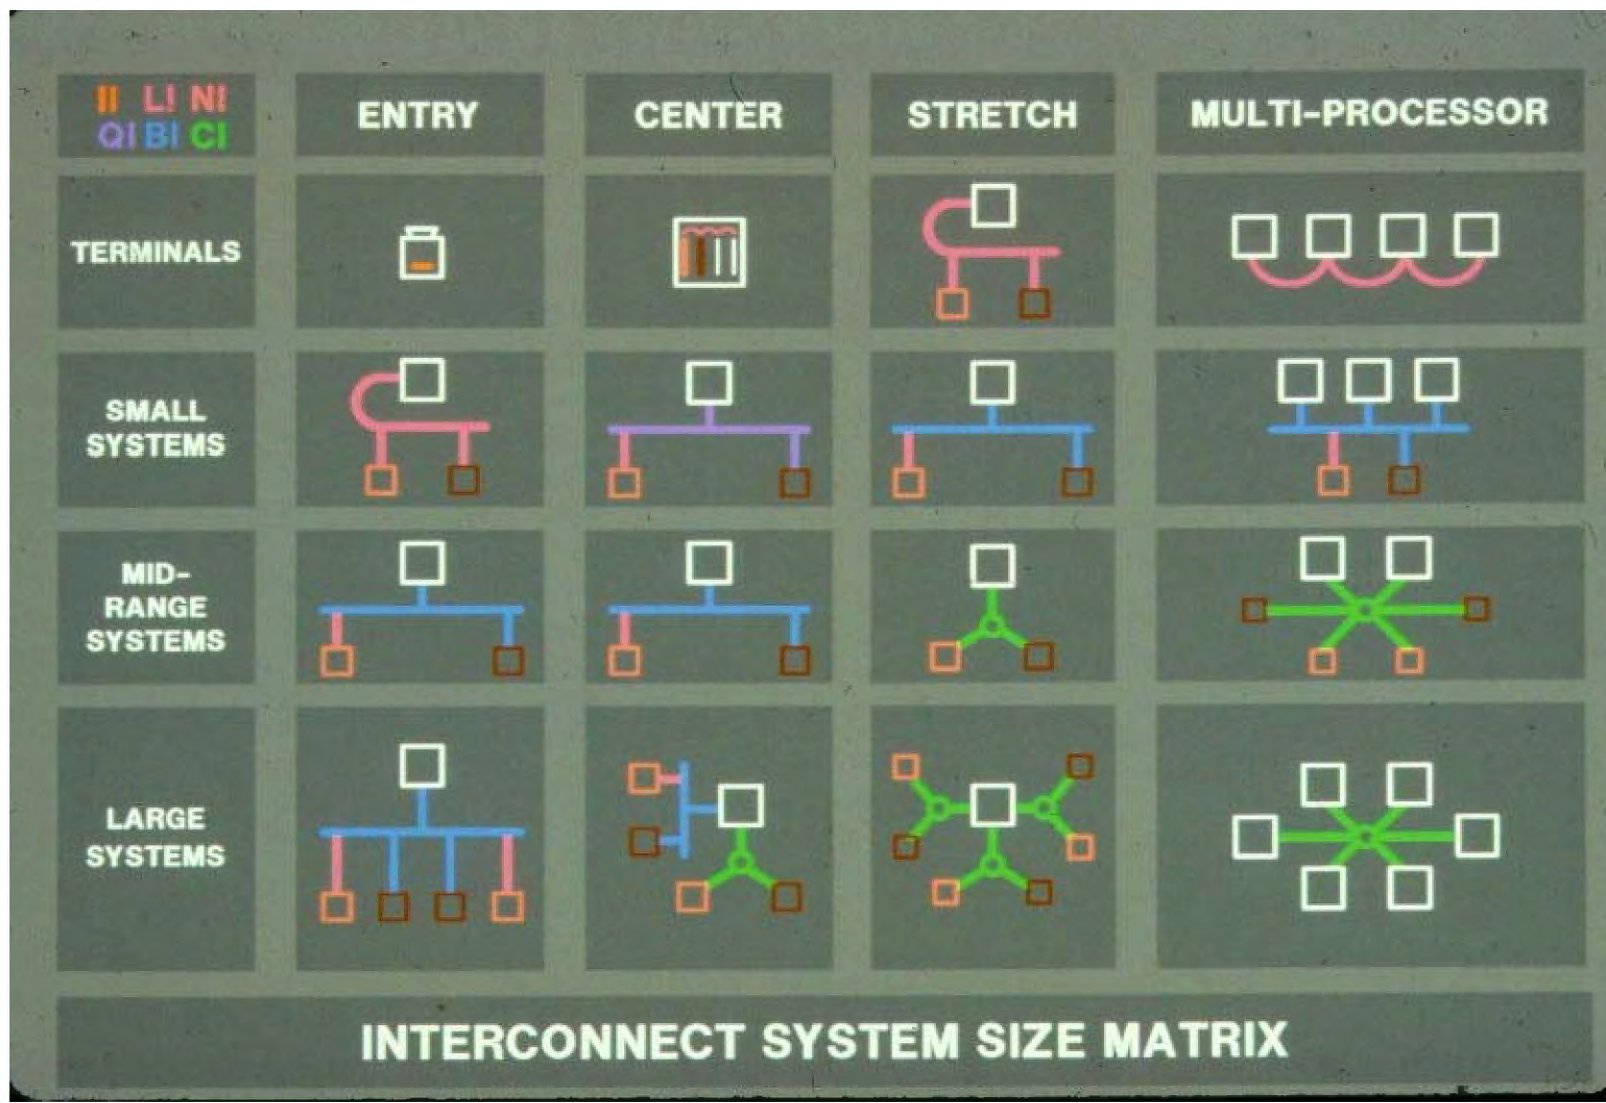 II LI NI
QI BI CI
ENTRY
CENTER
STRETCH
MULTI-PROCESSOR
TERMINALS
SMALL
SYSTEMS
MID-
RANGE
SYSTEMS
LARGE
SYSTEMS
INTERCONNECT SYSTEM SIZE MATRIX